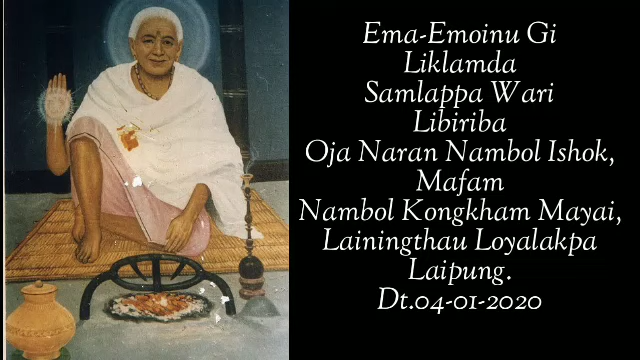 Ema-Emoinu Gi
Liklamda
Samlappa Wari
Libiriba
Oja Naran Nambol Ishok,
Mafam
Nambol Kongkham Mayai,
Lainingthau Loyalakpa
Laipung.
Dt.04-01-2020